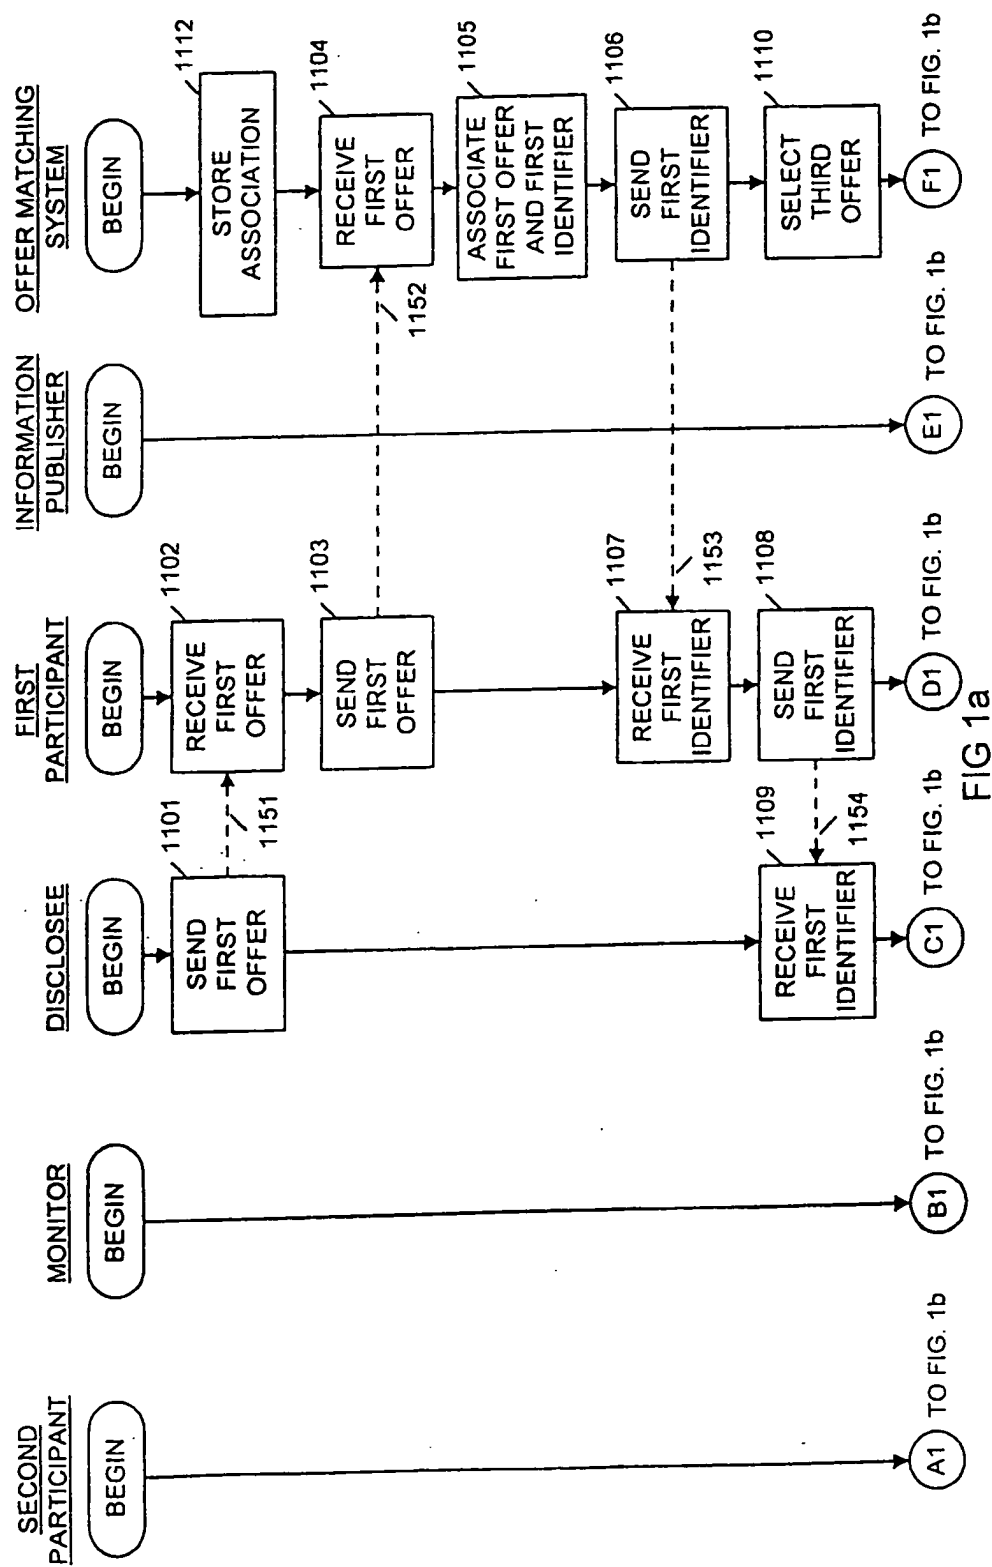 SECOND
PARTICIPANT
MONITOR
DISCLOSEE
FIRST
PARTICIPANT
INFORMATION
PUBLISHER
OFFER MATCHING
SYSTEM
BEGIN
BEGIN
BEGIN
BEGIN
BEGIN
BEGIN
1101
SEND
FIRST
OFFER
1151
1102
RECEIVE
FIRST
OFFER
1112
STORE
ASSOCIATION
1103
SEND
FIRST
OFFER
1152
1104
RECEIVE
FIRST
OFFER
1105
ASSOCIATE
FIRST OFFER
AND FIRST
IDENTIFIER
1107
RECEIVE
FIRST
IDENTIFIER
1153
1106
SEND
FIRST
IDENTIFIER
1109
RECEIVE
FIRST
IDENTIFIER
1154
1108
SEND
FIRST
IDENTIFIER
1110
SELECT
THIRD
OFFER
A1 TO FIG. 1b
B1 TO FIG. 1b
C1 TO FIG. 1b
D1 TO FIG. 1b
E1 TO FIG. 1b
F1 TO FIG. 1b
FIG 1a